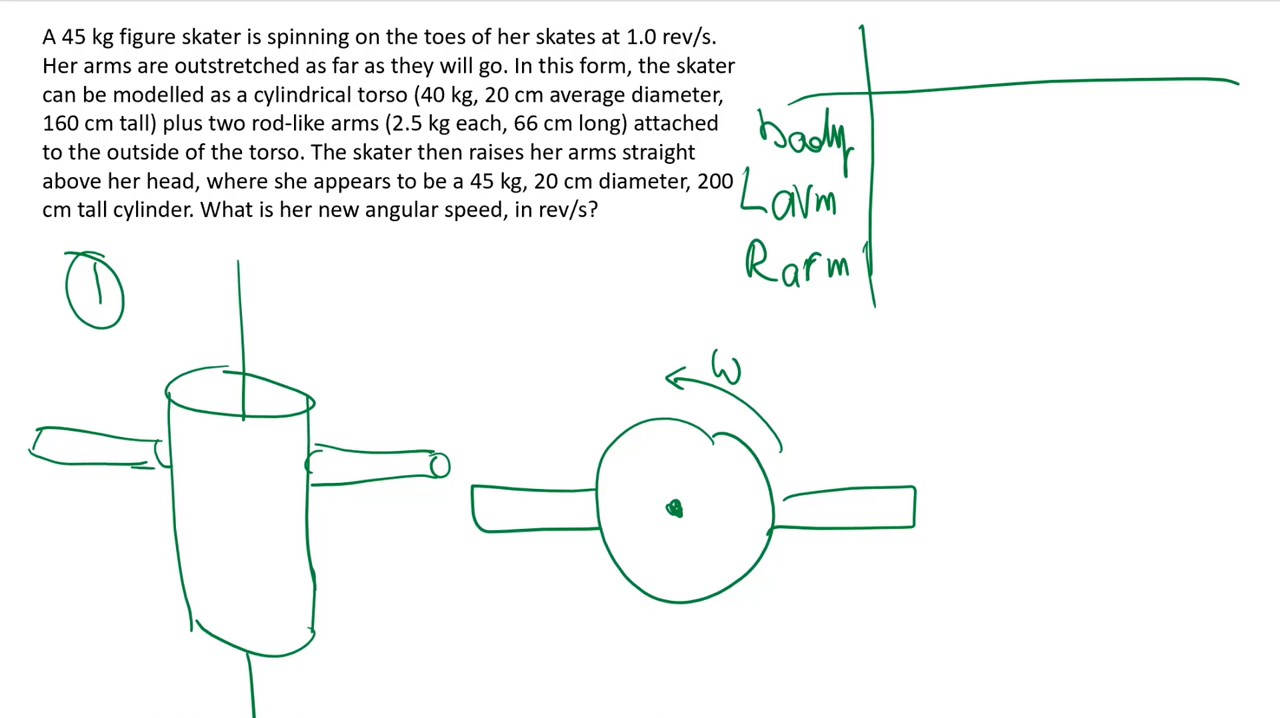 A 45 kg figure skater is spinning on the toes of her skates at 1.0 rev/s.
Her arms are outstretched as far as they will go. In this form, the skater
can be modelled as a cylindrical torso (40 kg, 20 cm average diameter,
160 cm tall) plus two rod-like arms (2.5 kg each, 66 cm long) attached
to the outside of the torso. The skater then raises her arms straight
above her head, where she appears to be a 45 kg, 20 cm diameter, 200
cm tall cylinder. What is her new angular speed, in rev/s?
body
Larm
Rarm
1
ω